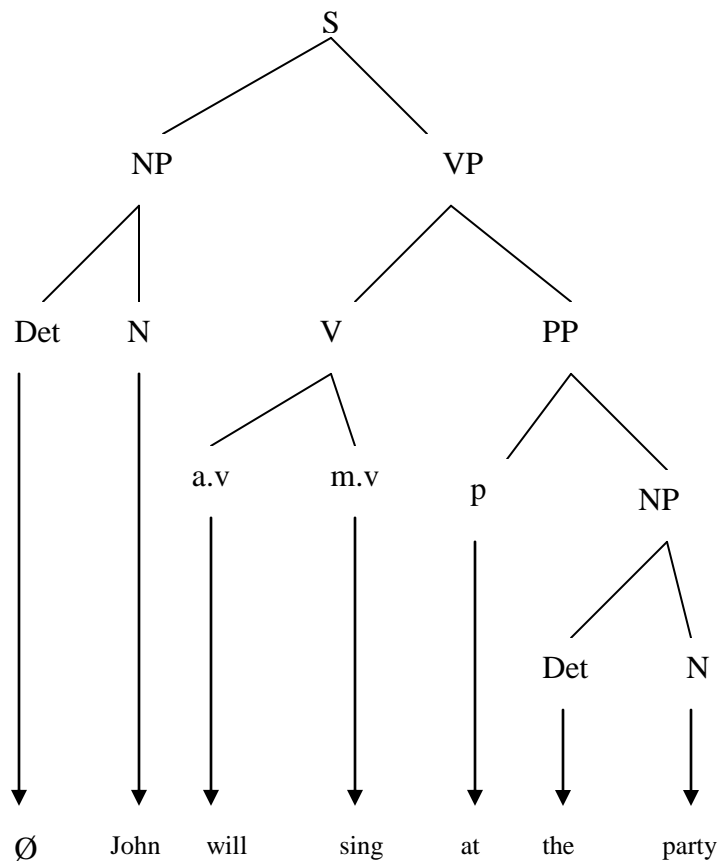 S
NP VP
Det N V PP
a.v m.v p NP
Det N
Ø John will sing at the party